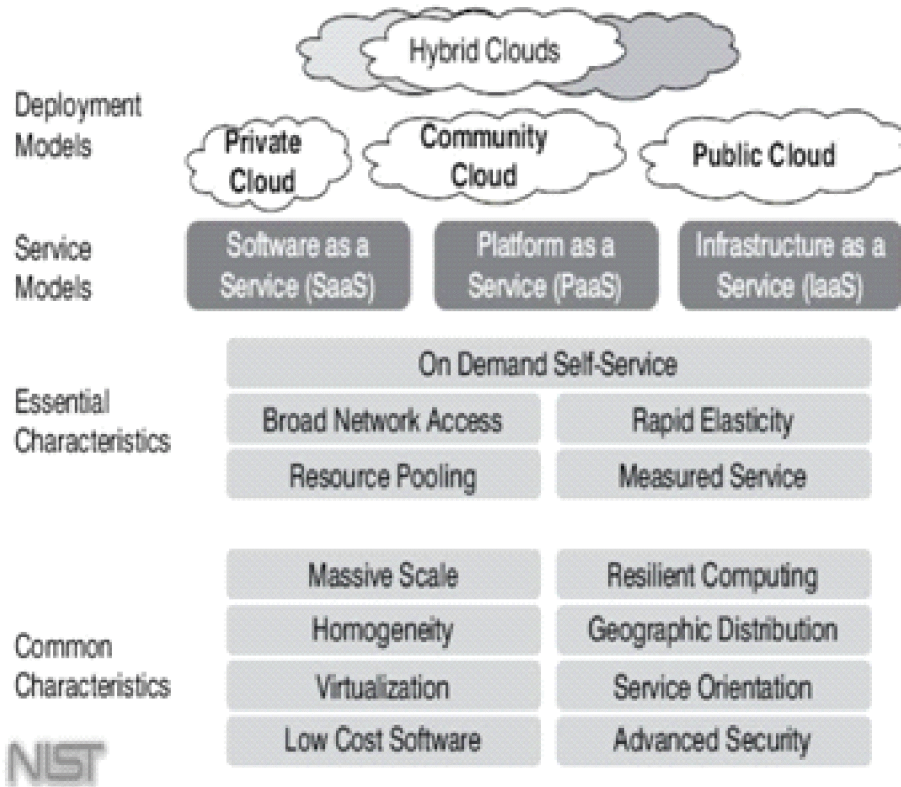 Hybrid Clouds
Deployment
Models
Private
Cloud
Community
Cloud
Public Cloud
Service
Models
Software as a
Service (SaaS)
Platform as a
Service (PaaS)
Infrastructure as a
Service (IaaS)
Essential
Characteristics
On Demand Self-Service
Broad Network Access
Rapid Elasticity
Resource Pooling
Measured Service
Common
Characteristics
Massive Scale
Resilient Computing
Homogeneity
Geographic Distribution
Virtualization
Service Orientation
Low Cost Software
Advanced Security
NIST